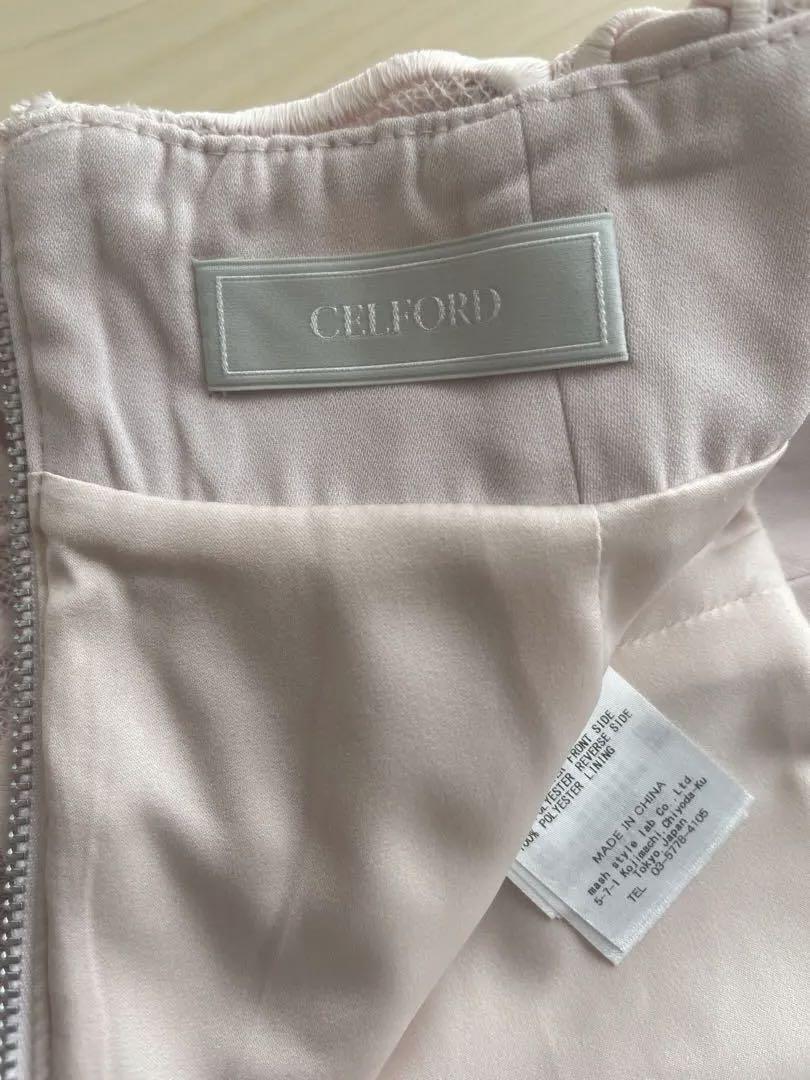 CELFORD
FRONT SIDE
REVERSE SIDE
100% POLYESTER LINING
MADE IN CHINA
mash style lab Co., Ltd.
5-7-1 Kojimachi,Chiyoda-Ku
Tokyo,Japan
TEL 03-5778-4105